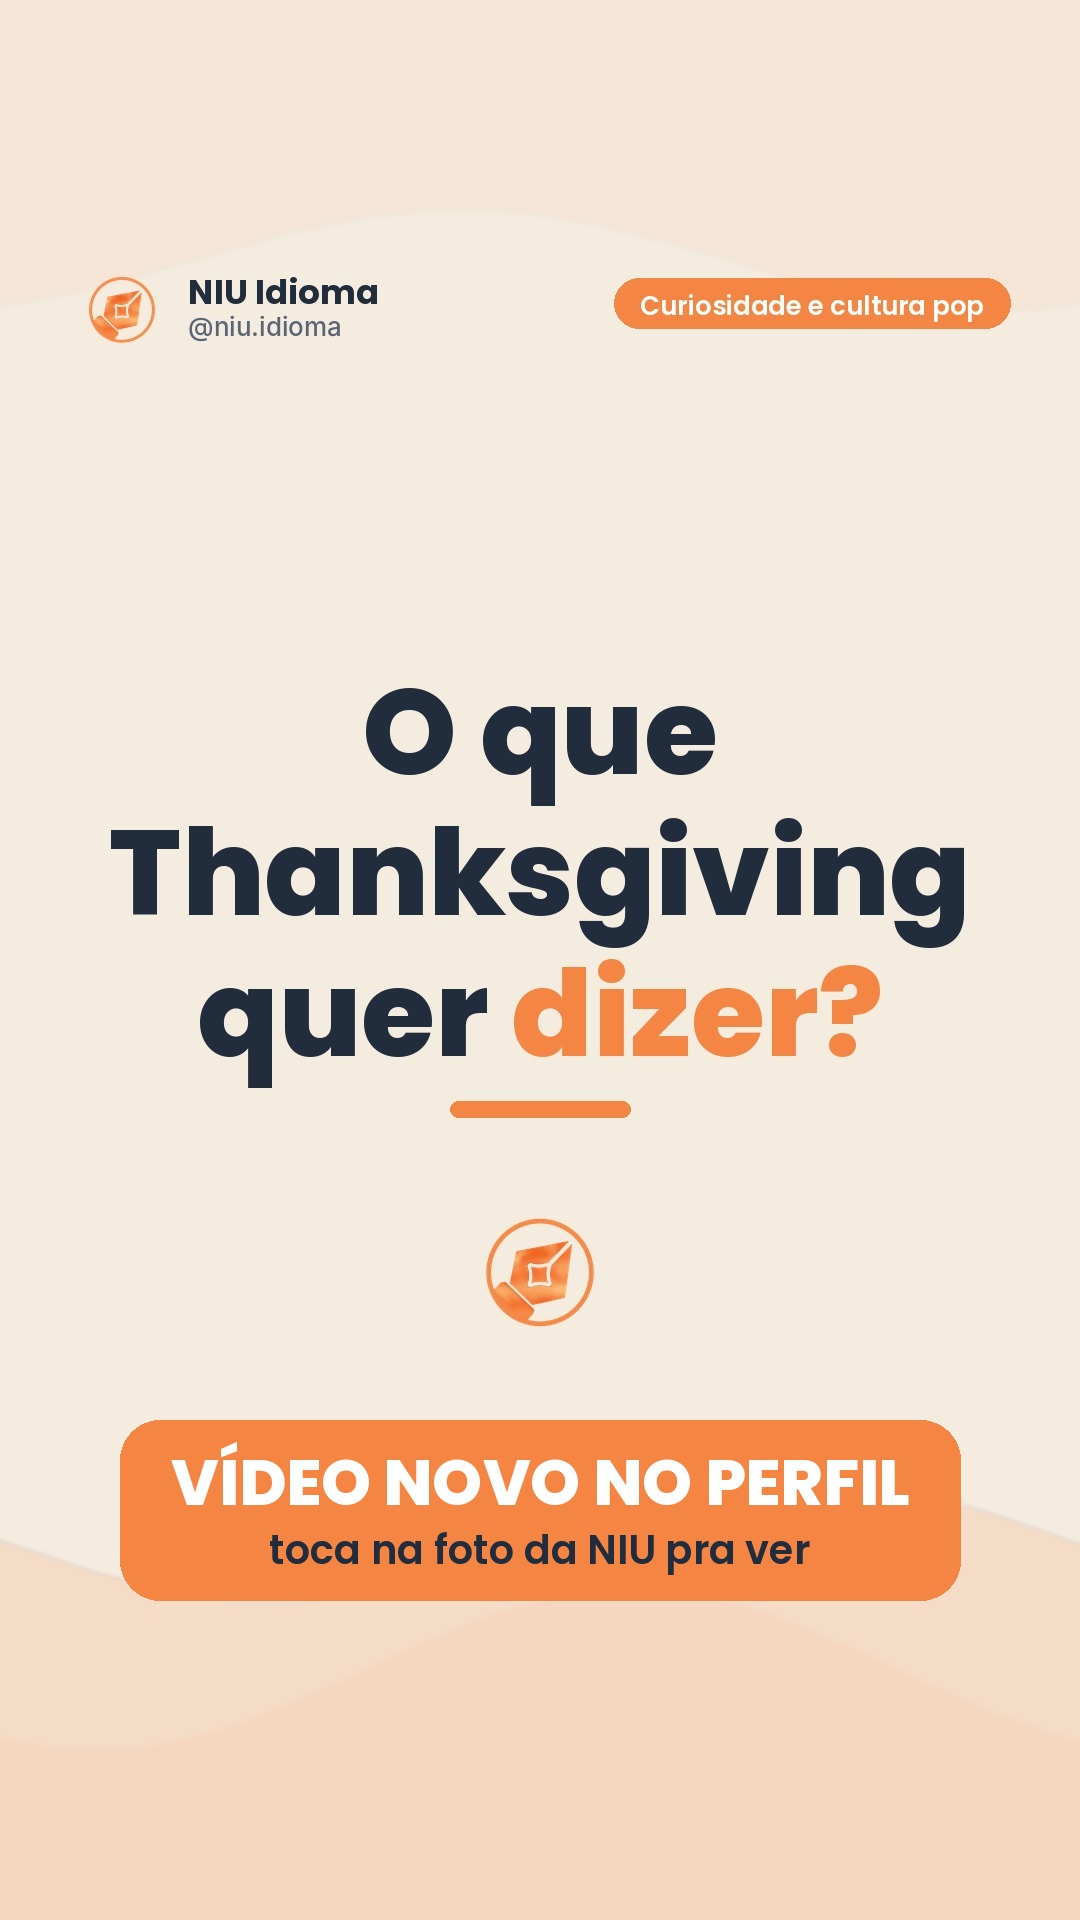 NIU Idioma
@niu.idioma
Curiosidade e cultura pop
O que
Thanksgiving
quer dizer?
VÍDEO NOVO NO PERFIL
toca na foto da NIU pra ver